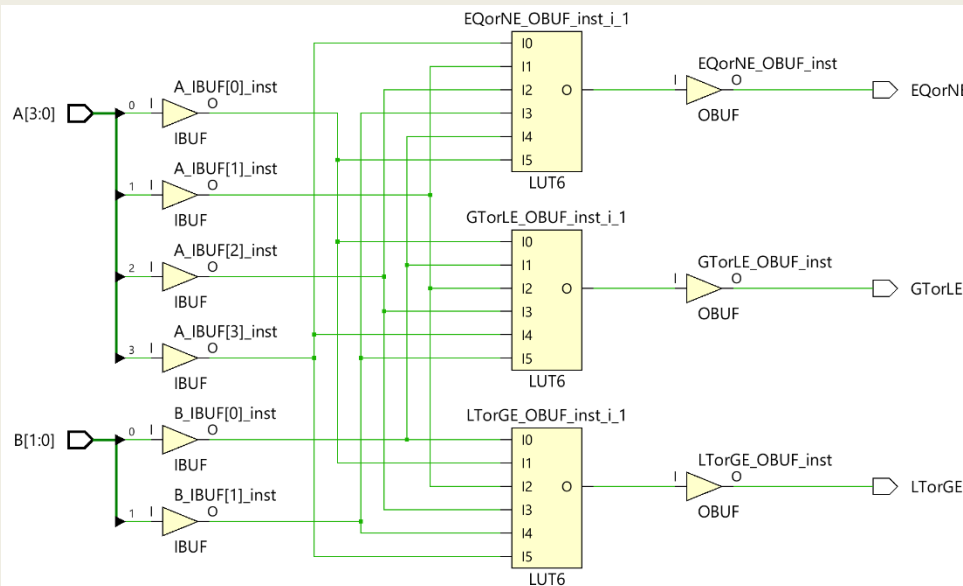 EQorNE_OBUF_inst_i_1
I0
I1
I2
I3
I4
I5
O
LUT6
I
EQorNE_OBUF_inst
O
OBUF
EQorNE
A[3:0]
0
I
A_IBUF[0]_inst
O
IBUF
1
I
A_IBUF[1]_inst
O
IBUF
2
I
A_IBUF[2]_inst
O
IBUF
3
I
A_IBUF[3]_inst
O
IBUF
GTorLE_OBUF_inst_i_1
I0
I1
I2
I3
I4
I5
O
LUT6
I
GTorLE_OBUF_inst
O
OBUF
GTorLE
B[1:0]
0
I
B_IBUF[0]_inst
O
IBUF
1
I
B_IBUF[1]_inst
O
IBUF
LTorGE_OBUF_inst_i_1
I0
I1
I2
I3
I4
I5
O
LUT6
I
LTorGE_OBUF_inst
O
OBUF
LTorGE